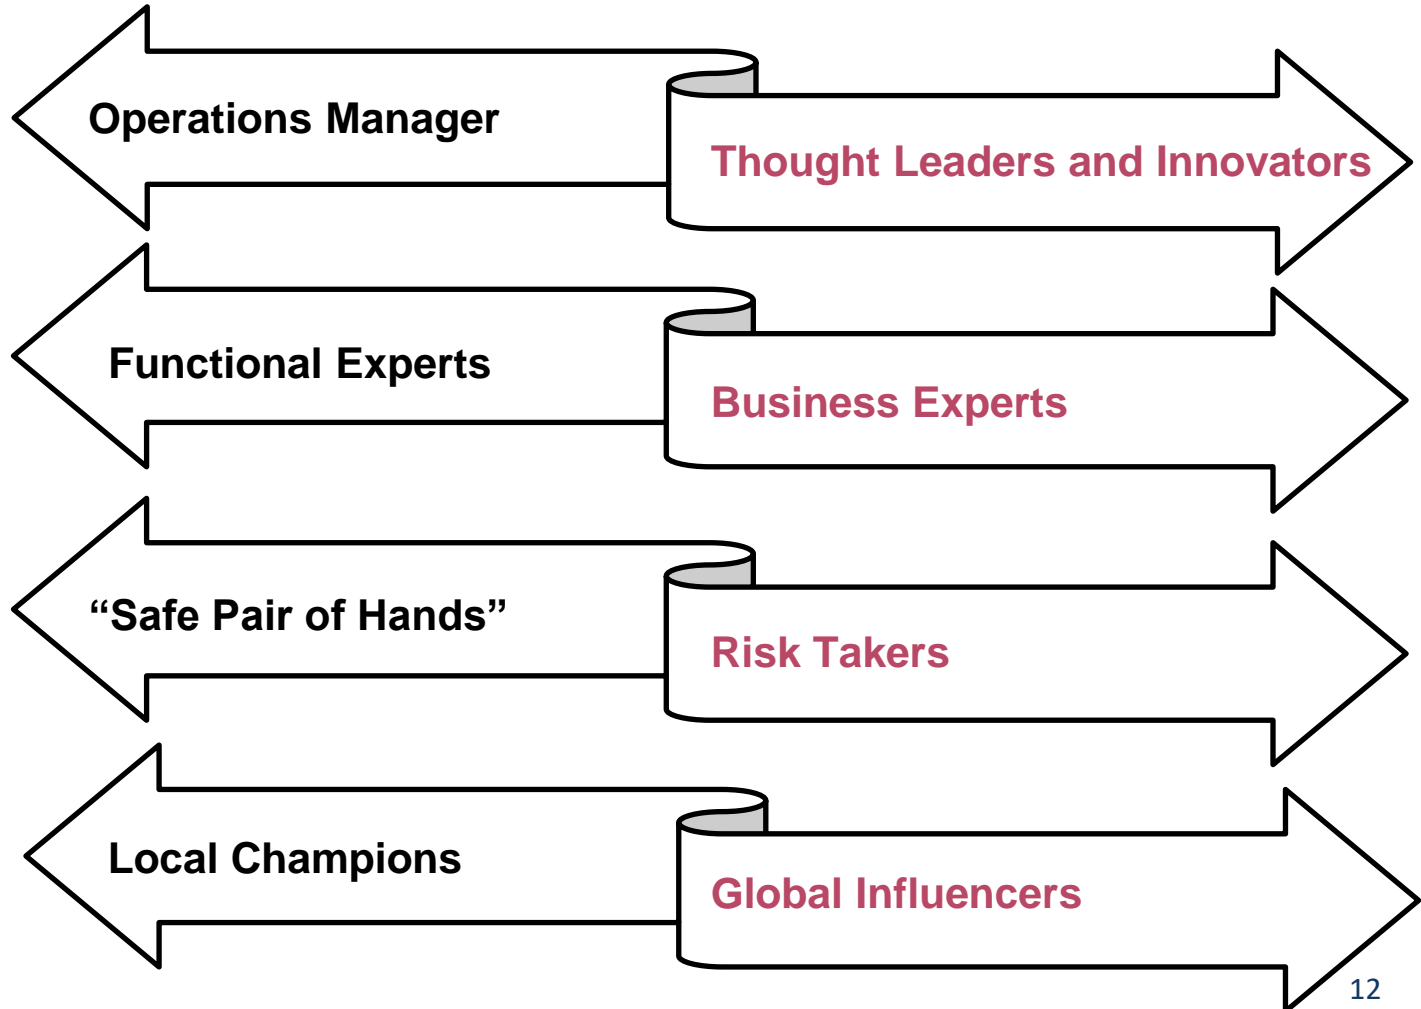 Operations Manager
Thought Leaders and Innovators
Functional Experts
Business Experts
“Safe Pair of Hands”
Risk Takers
Local Champions
Global Influencers
12